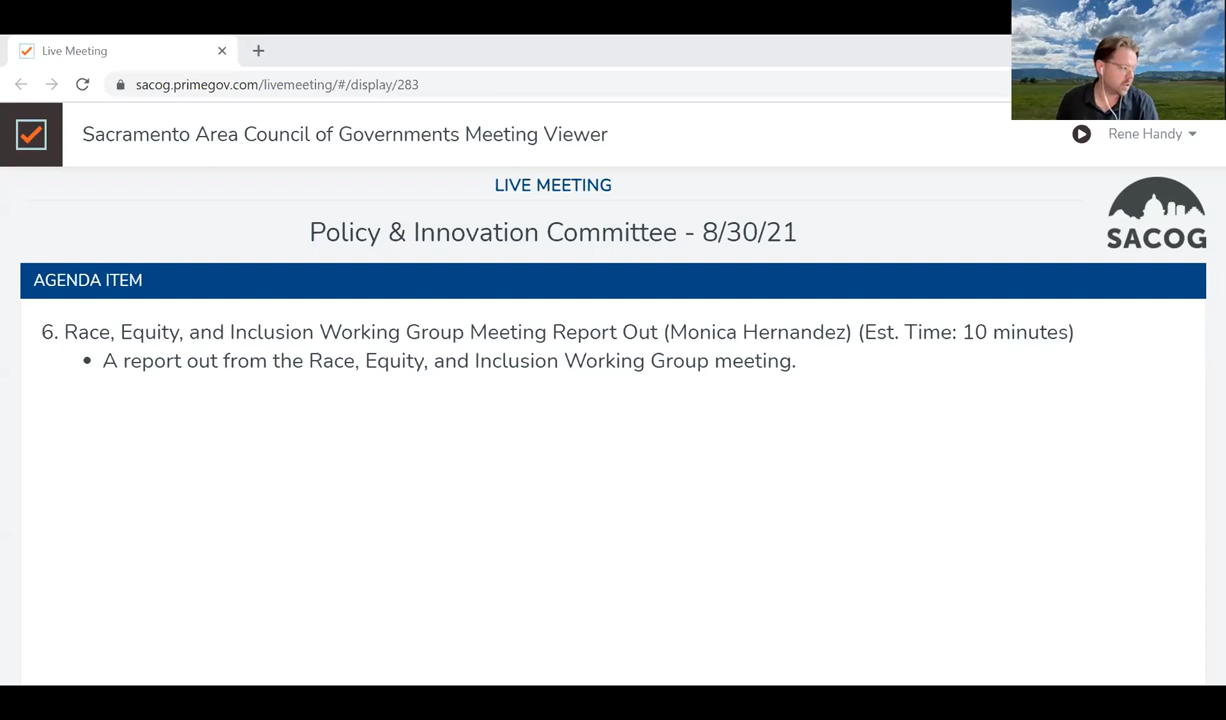 Live Meeting
sacog.primegov.com/livemeeting/#/display/283
Sacramento Area Council of Governments Meeting Viewer
Rene Handy
LIVE MEETING
Policy & Innovation Committee - 8/30/21
SACOG
AGENDA ITEM
6. Race, Equity, and Inclusion Working Group Meeting Report Out (Monica Hernandez) (Est. Time: 10 minutes)
• A report out from the Race, Equity, and Inclusion Working Group meeting.